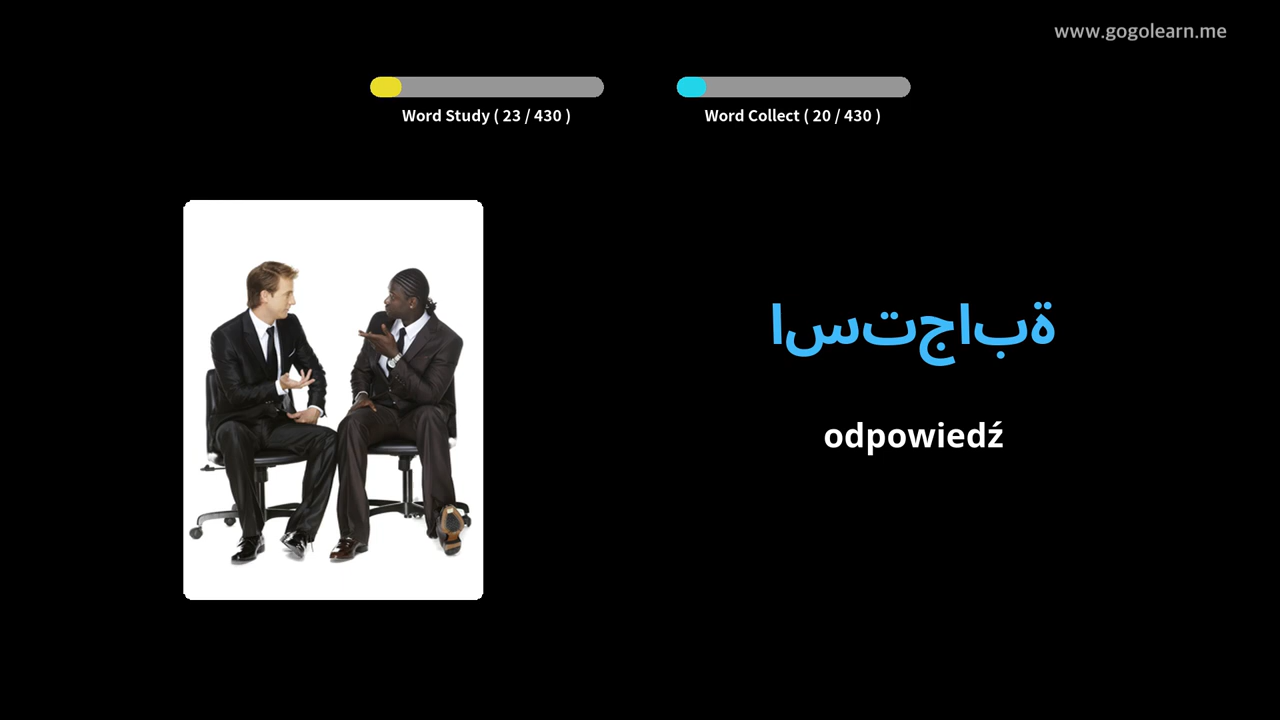 www.gogolearn.me
Word Study ( 23 / 430 )
Word Collect ( 20 / 430 )
استجابة
odpowiedź